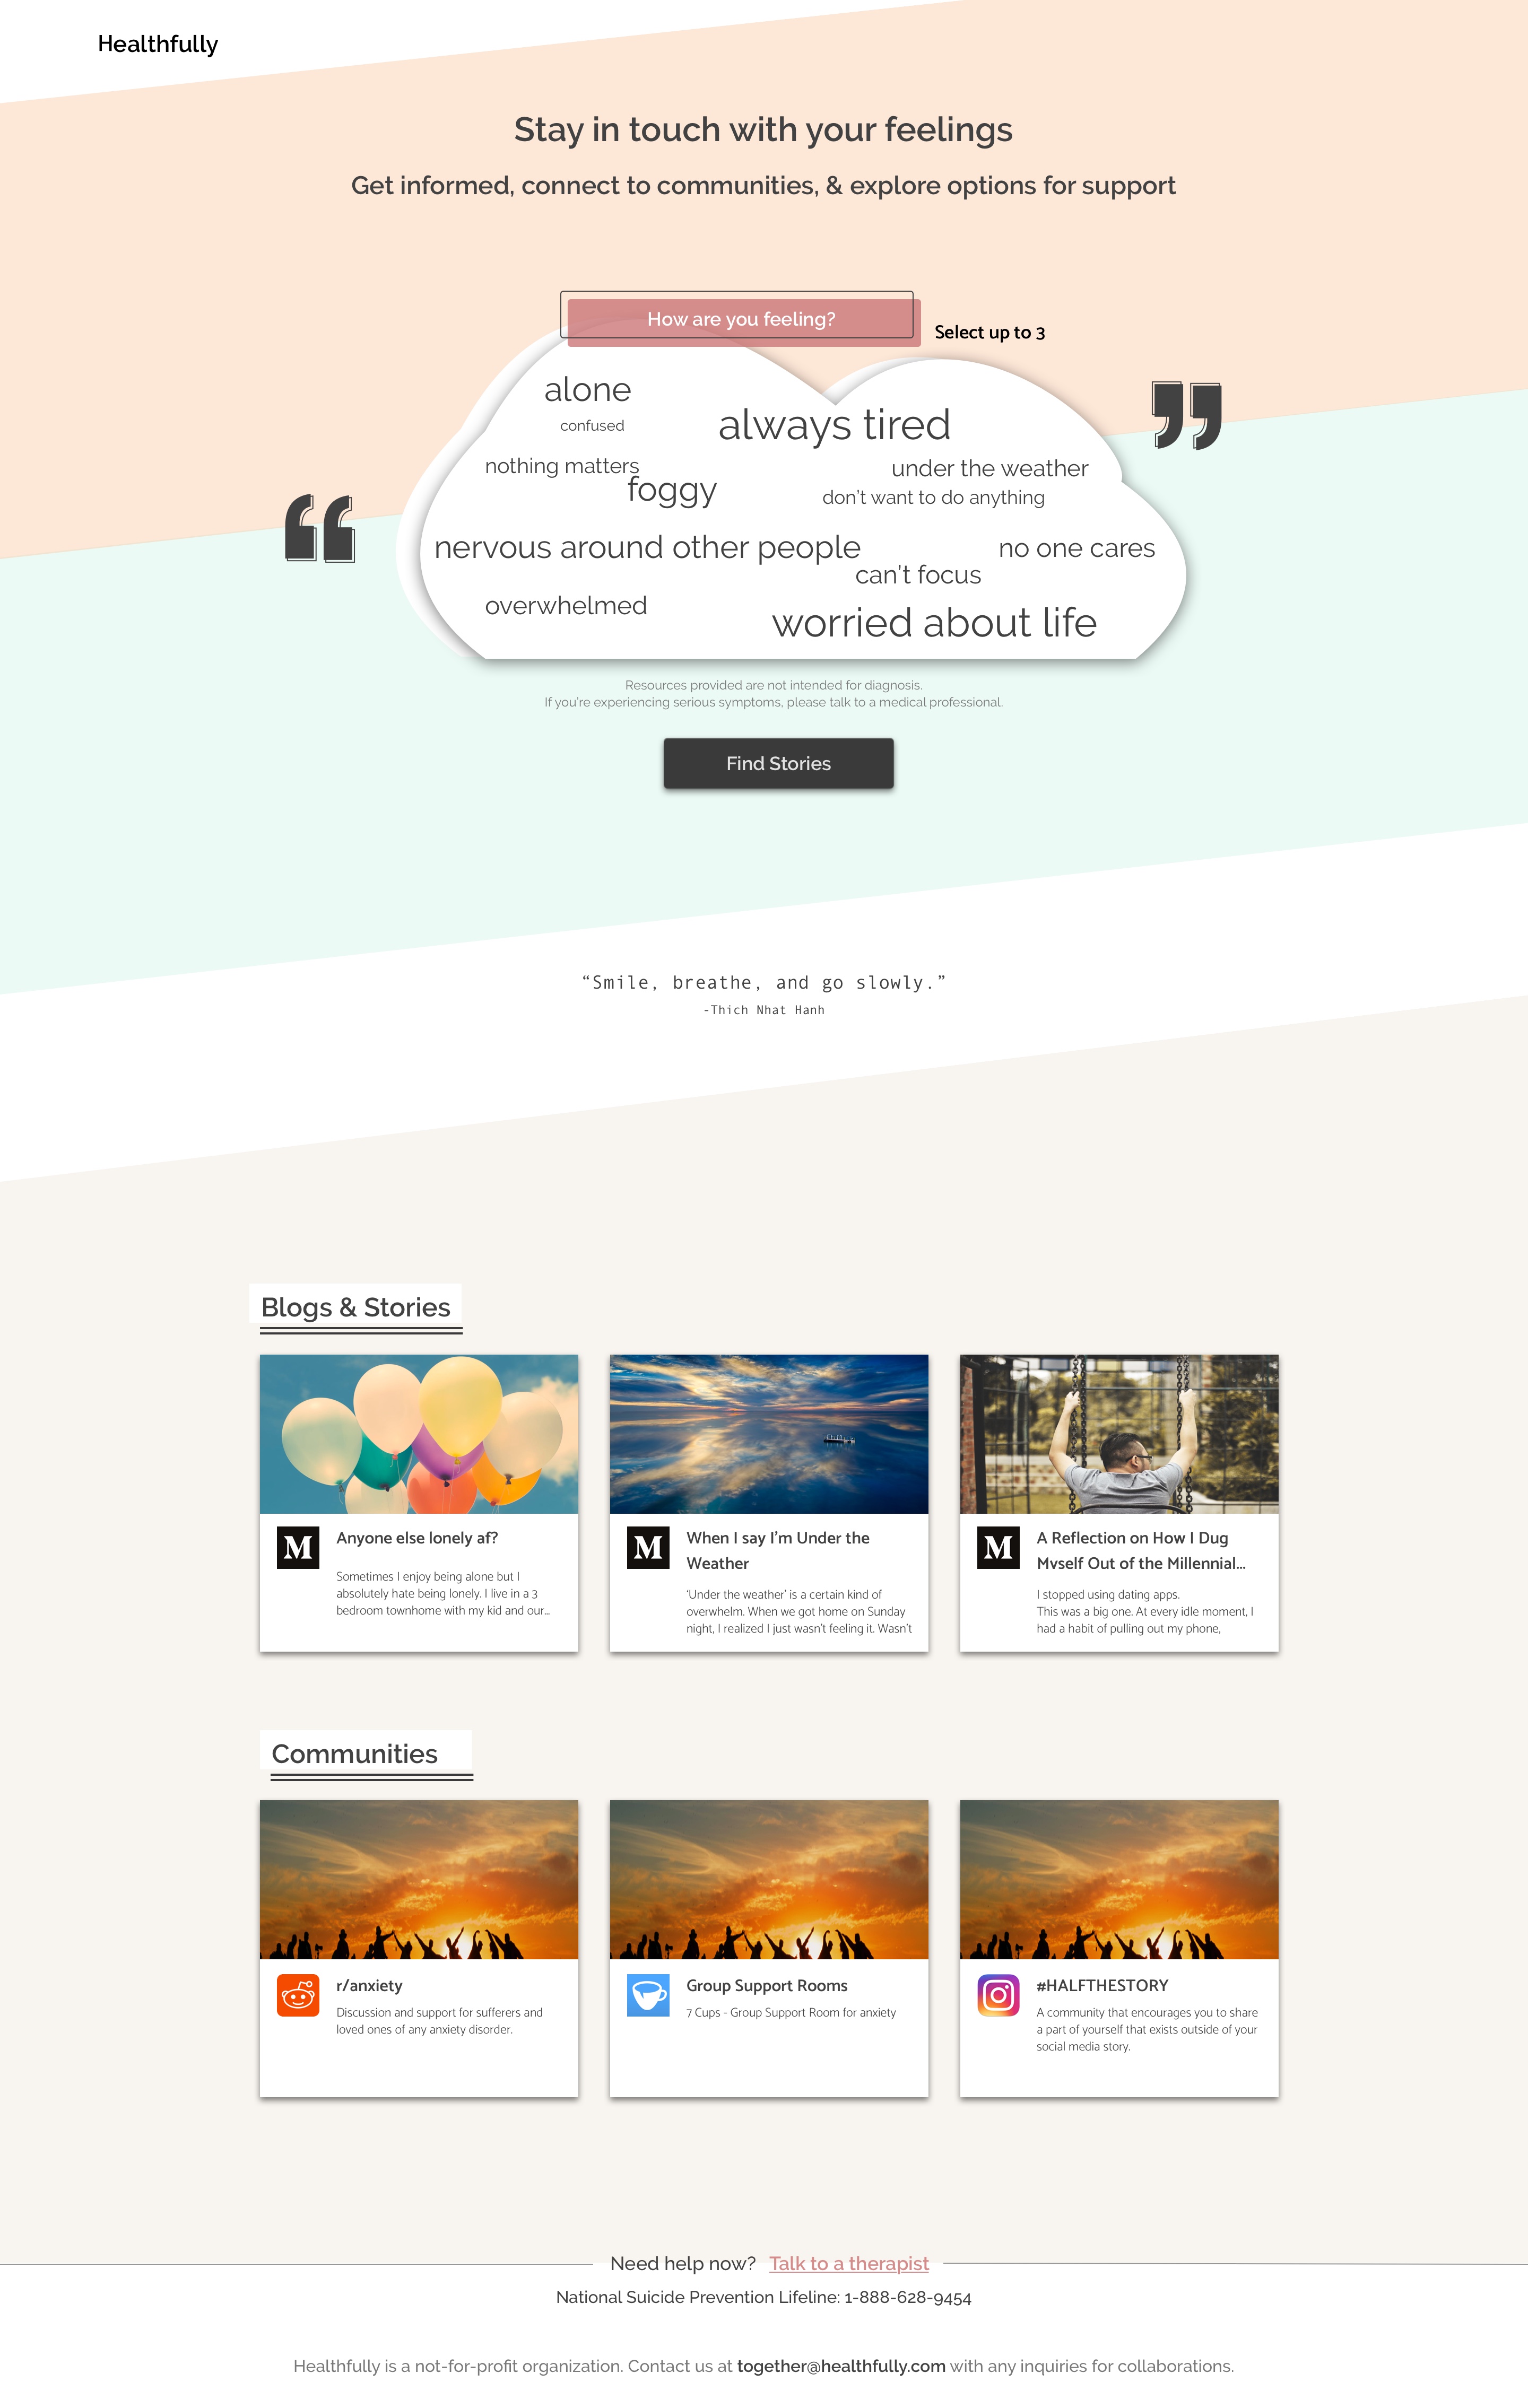 Healthfully
Stay in touch with your feelings
Get informed, connect to communities, & explore options for support
How are you feeling?
Select up to 3
alone
confused
always tired
nothing matters
under the weather
foggy
don't want to do anything
nervous around other people
no one cares
can't focus
overwhelmed
worried about life
Resources provided are not intended for diagnosis.
If you're experiencing serious symptoms, please talk to a medical professional.
Find Stories
“Smile, breathe, and go slowly.”
-Thich Nhat Hanh
Blogs & Stories
M
Anyone else lonely af?
Sometimes I enjoy being alone but I
absolutely hate being lonely. I live in a 3
bedroom townhome with my kid and our...
M
When I say I'm Under the
Weather
'Under the weather' is a certain kind of
overwhelm. When we got home on Sunday
night, I realized I just wasn't feeling it. Wasn't
M
A Reflection on How I Dug
Myself Out of the Millennial...
I stopped using dating apps.
This was a big one. At every idle moment, I
had a habit of pulling out my phone,
Communities
r/anxiety
Discussion and support for sufferers and
loved ones of any anxiety disorder.
Group Support Rooms
7 Cups - Group Support Room for anxiety
#HALFTHESTORY
A community that encourages you to share
a part of yourself that exists outside of your
social media story.
Need help now? Talk to a therapist
National Suicide Prevention Lifeline: 1-888-628-9454
Healthfully is a not-for-profit organization. Contact us at together@healthfully.com with any inquiries for collaborations.